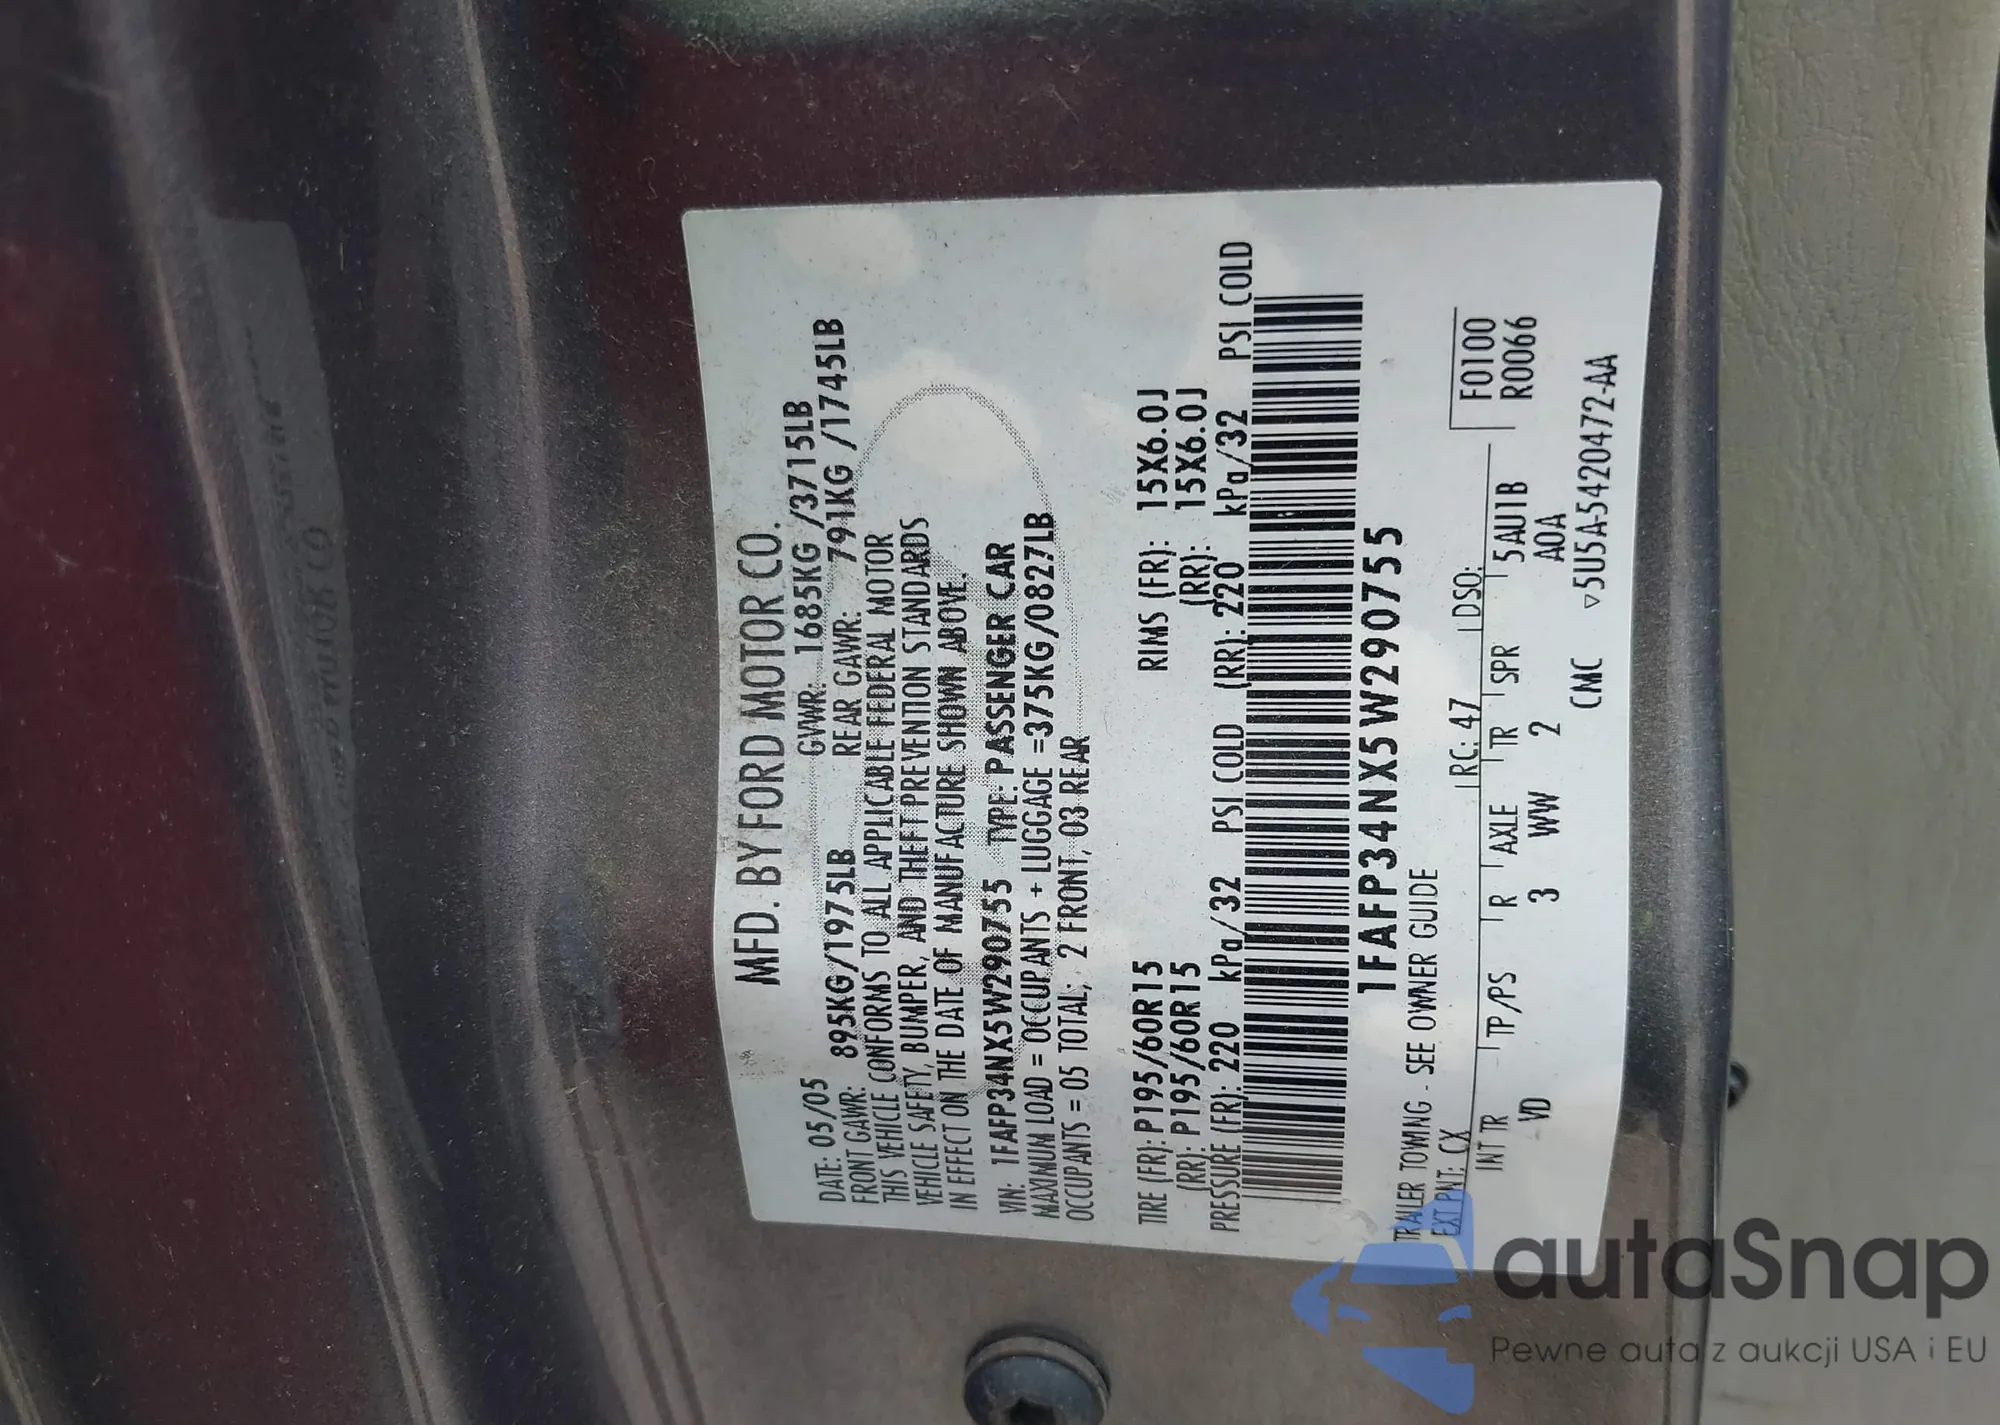 MFD. BY FORD MOTOR CO.
DATE: 05/05 GVWR: 1685KG /3715LB
FRONT GAWR: 895KG/1975LB REAR GAWR: 791KG /1745LB
THIS VEHICLE CONFORMS TO ALL APPLICABLE FEDERAL MOTOR
VEHICLE SAFETY, BUMPER, AND THEFT PREVENTION STANDARDS
IN EFFECT ON THE DATE OF MANUFACTURE SHOWN ABOVE.
VIN: 1FAFP34NX5W290755 TYPE: PASSENGER CAR
MAXIMUM LOAD = OCCUPANTS + LUGGAGE =375KG/0827LB
OCCUPANTS = 05 TOTAL; 2 FRONT, 03 REAR
TIRE (FR): P195/60R15 RIMS (FR): 15X6.0J
(RR): P195/60R15 (RR): 15X6.0J
PRESSURE (FR): 220 kPa/32 PSI COLD (RR): 220 kPa/32 PSI COLD
1FAFP34NX5W290755
TRAILER TOWING - SEE OWNER GUIDE
EXT PNT: CX RC: 47 DSO: F0100
R0066
INT TR TP/PS R AXLE TR SPR 5AU1B
VD 3 WW 2 A0A
CMC ▽5U5A-5420472-AA
autaSnap
Pewne auta z aukcji USA i EU